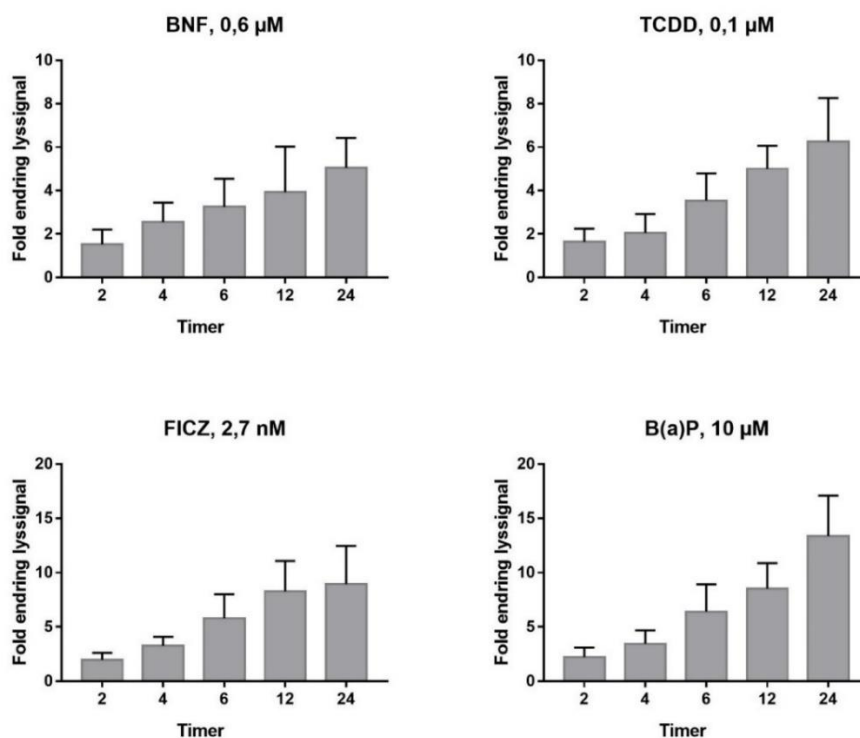 BNF, 0,6 µM
Fold endring lyssignal
10
8
6
4
2
0
2 4 6 12 24
Timer
TCDD, 0,1 µM
Fold endring lyssignal
10
8
6
4
2
0
2 4 6 12 24
Timer
FICZ, 2,7 nM
Fold endring lyssignal
20
15
10
5
0
2 4 6 12 24
Timer
B(a)P, 10 µM
Fold endring lyssignal
20
15
10
5
0
2 4 6 12 24
Timer